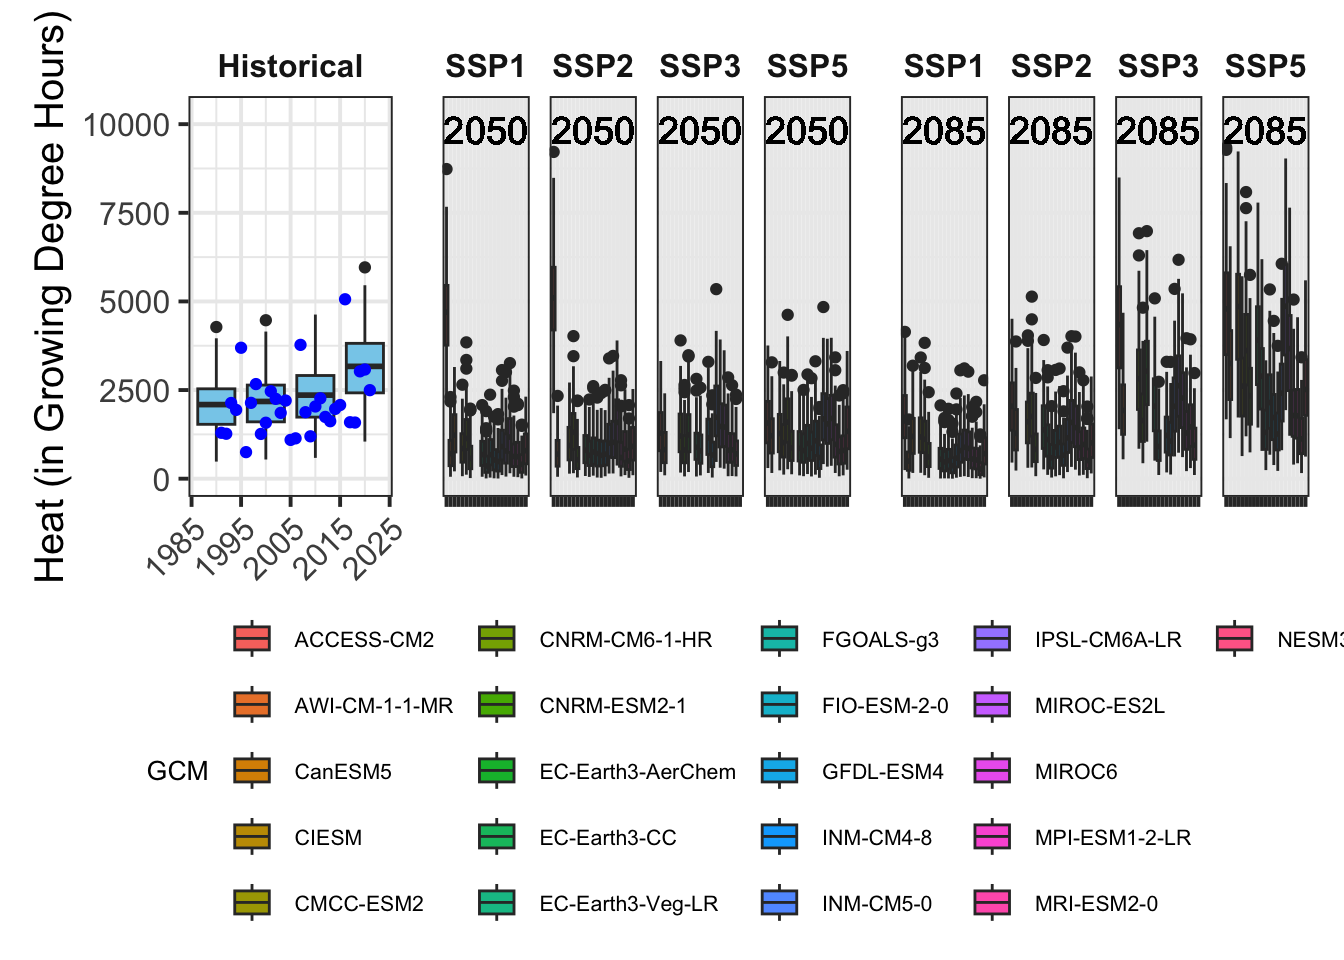 Heat (in Growing Degree Hours)
Historical
SSP1
SSP2
SSP3
SSP5
SSP1
SSP2
SSP3
SSP5
2050
2050
2050
2050
2085
2085
2085
2085
10000
7500
5000
2500
0
1985
1995
2005
2015
2025
GCM
ACCESS-CM2
AWI-CM-1-1-MR
CanESM5
CIESM
CMCC-ESM2
CNRM-CM6-1-HR
CNRM-ESM2-1
EC-Earth3-AerChem
EC-Earth3-CC
EC-Earth3-Veg-LR
FGOALS-g3
FIO-ESM-2-0
GFDL-ESM4
INM-CM4-8
INM-CM5-0
IPSL-CM6A-LR
MIROC-ES2L
MIROC6
MPI-ESM1-2-LR
MRI-ESM2-0
NESM3